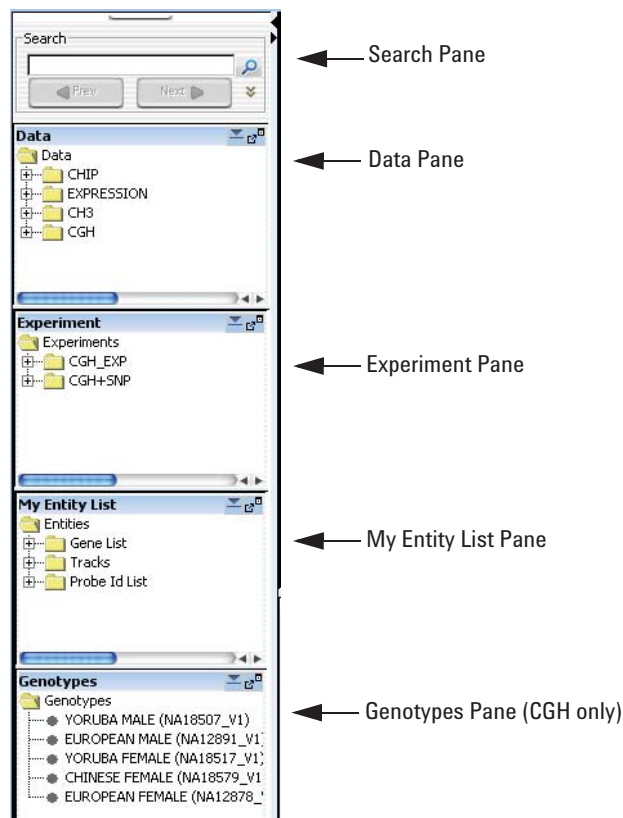 Search
Search Pane
Prev
Next
Data
Data Pane
Data
CHIP
EXPRESSION
CH3
CGH
Experiment
Experiments
Experiment Pane
CGH_EXP
CGH+SNP
My Entity List
Entities
My Entity List Pane
Gene List
Tracks
Probe Id List
Genotypes
Genotypes
Genotypes Pane (CGH only)
YORUBA MALE (NA18507_V1)
EUROPEAN MALE (NA12891_V1)
YORUBA FEMALE (NA18517_V1)
CHINESE FEMALE (NA18579_V1
EUROPEAN FEMALE (NA12878_